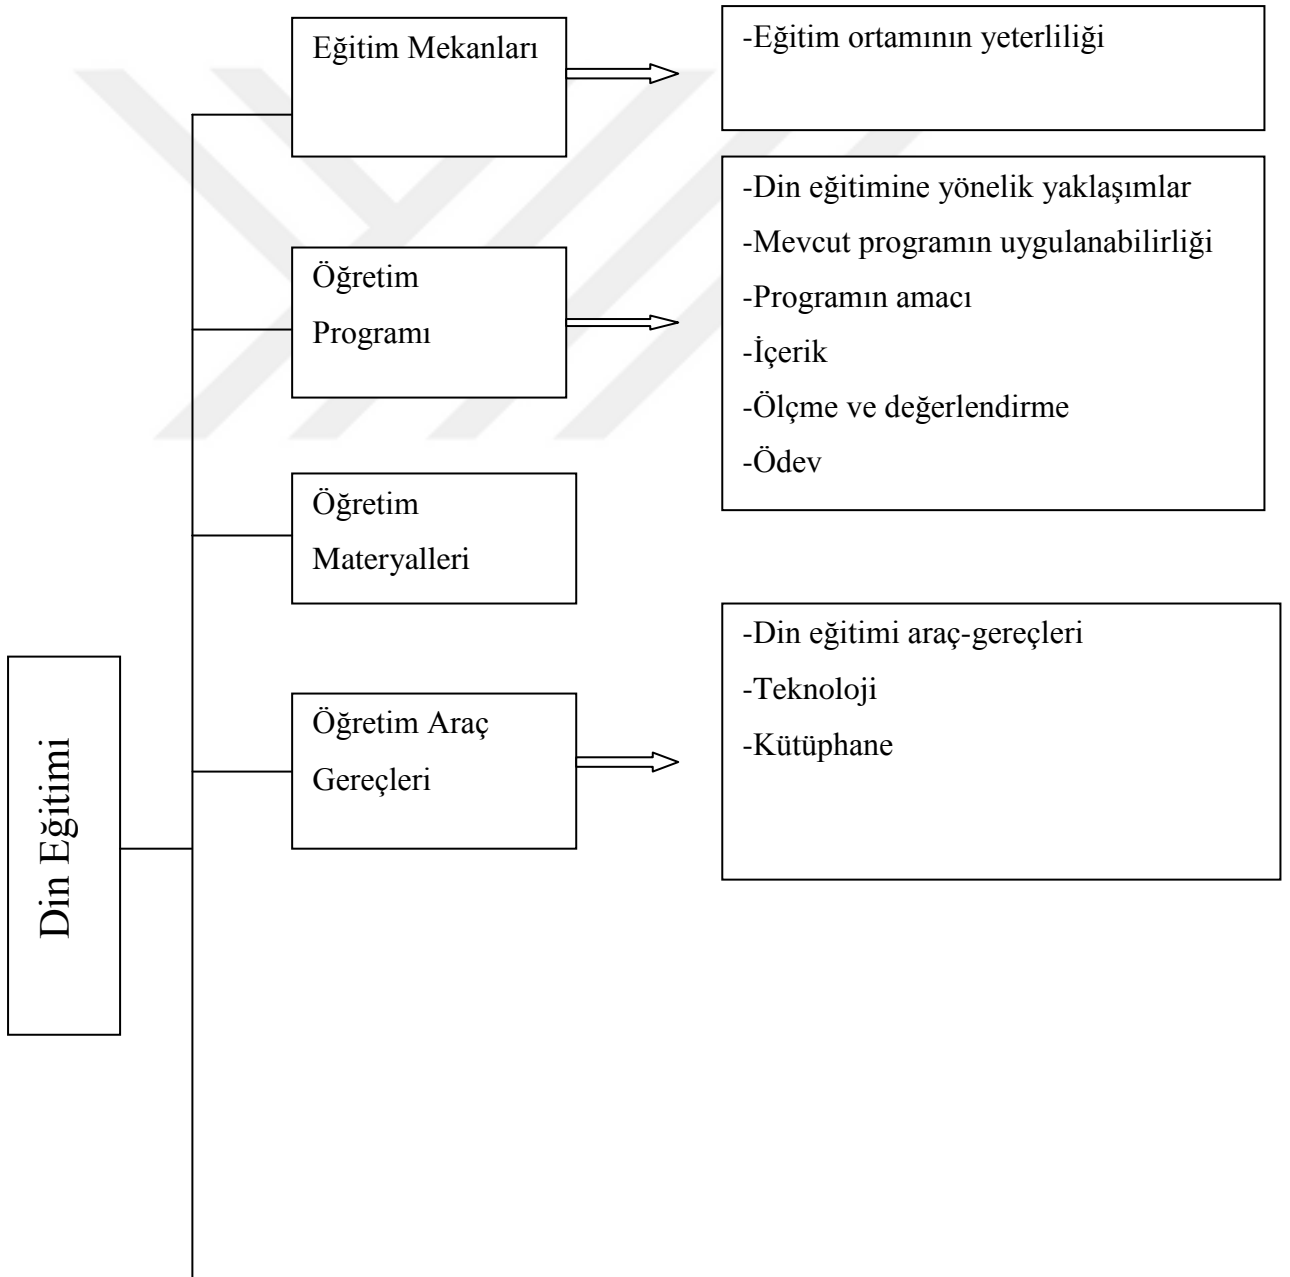 Eğitim Mekanları
-Eğitim ortamının yeterliliği
Öğretim
Programı
-Din eğitimine yönelik yaklaşımlar
-Mevcut programın uygulanabilirliği
-Programın amacı
-İçerik
-Ölçme ve değerlendirme
-Ödev
Öğretim
Materyalleri
Öğretim Araç
Gereçleri
-Din eğitimi araç-gereçleri
-Teknoloji
-Kütüphane
Din Eğitimi